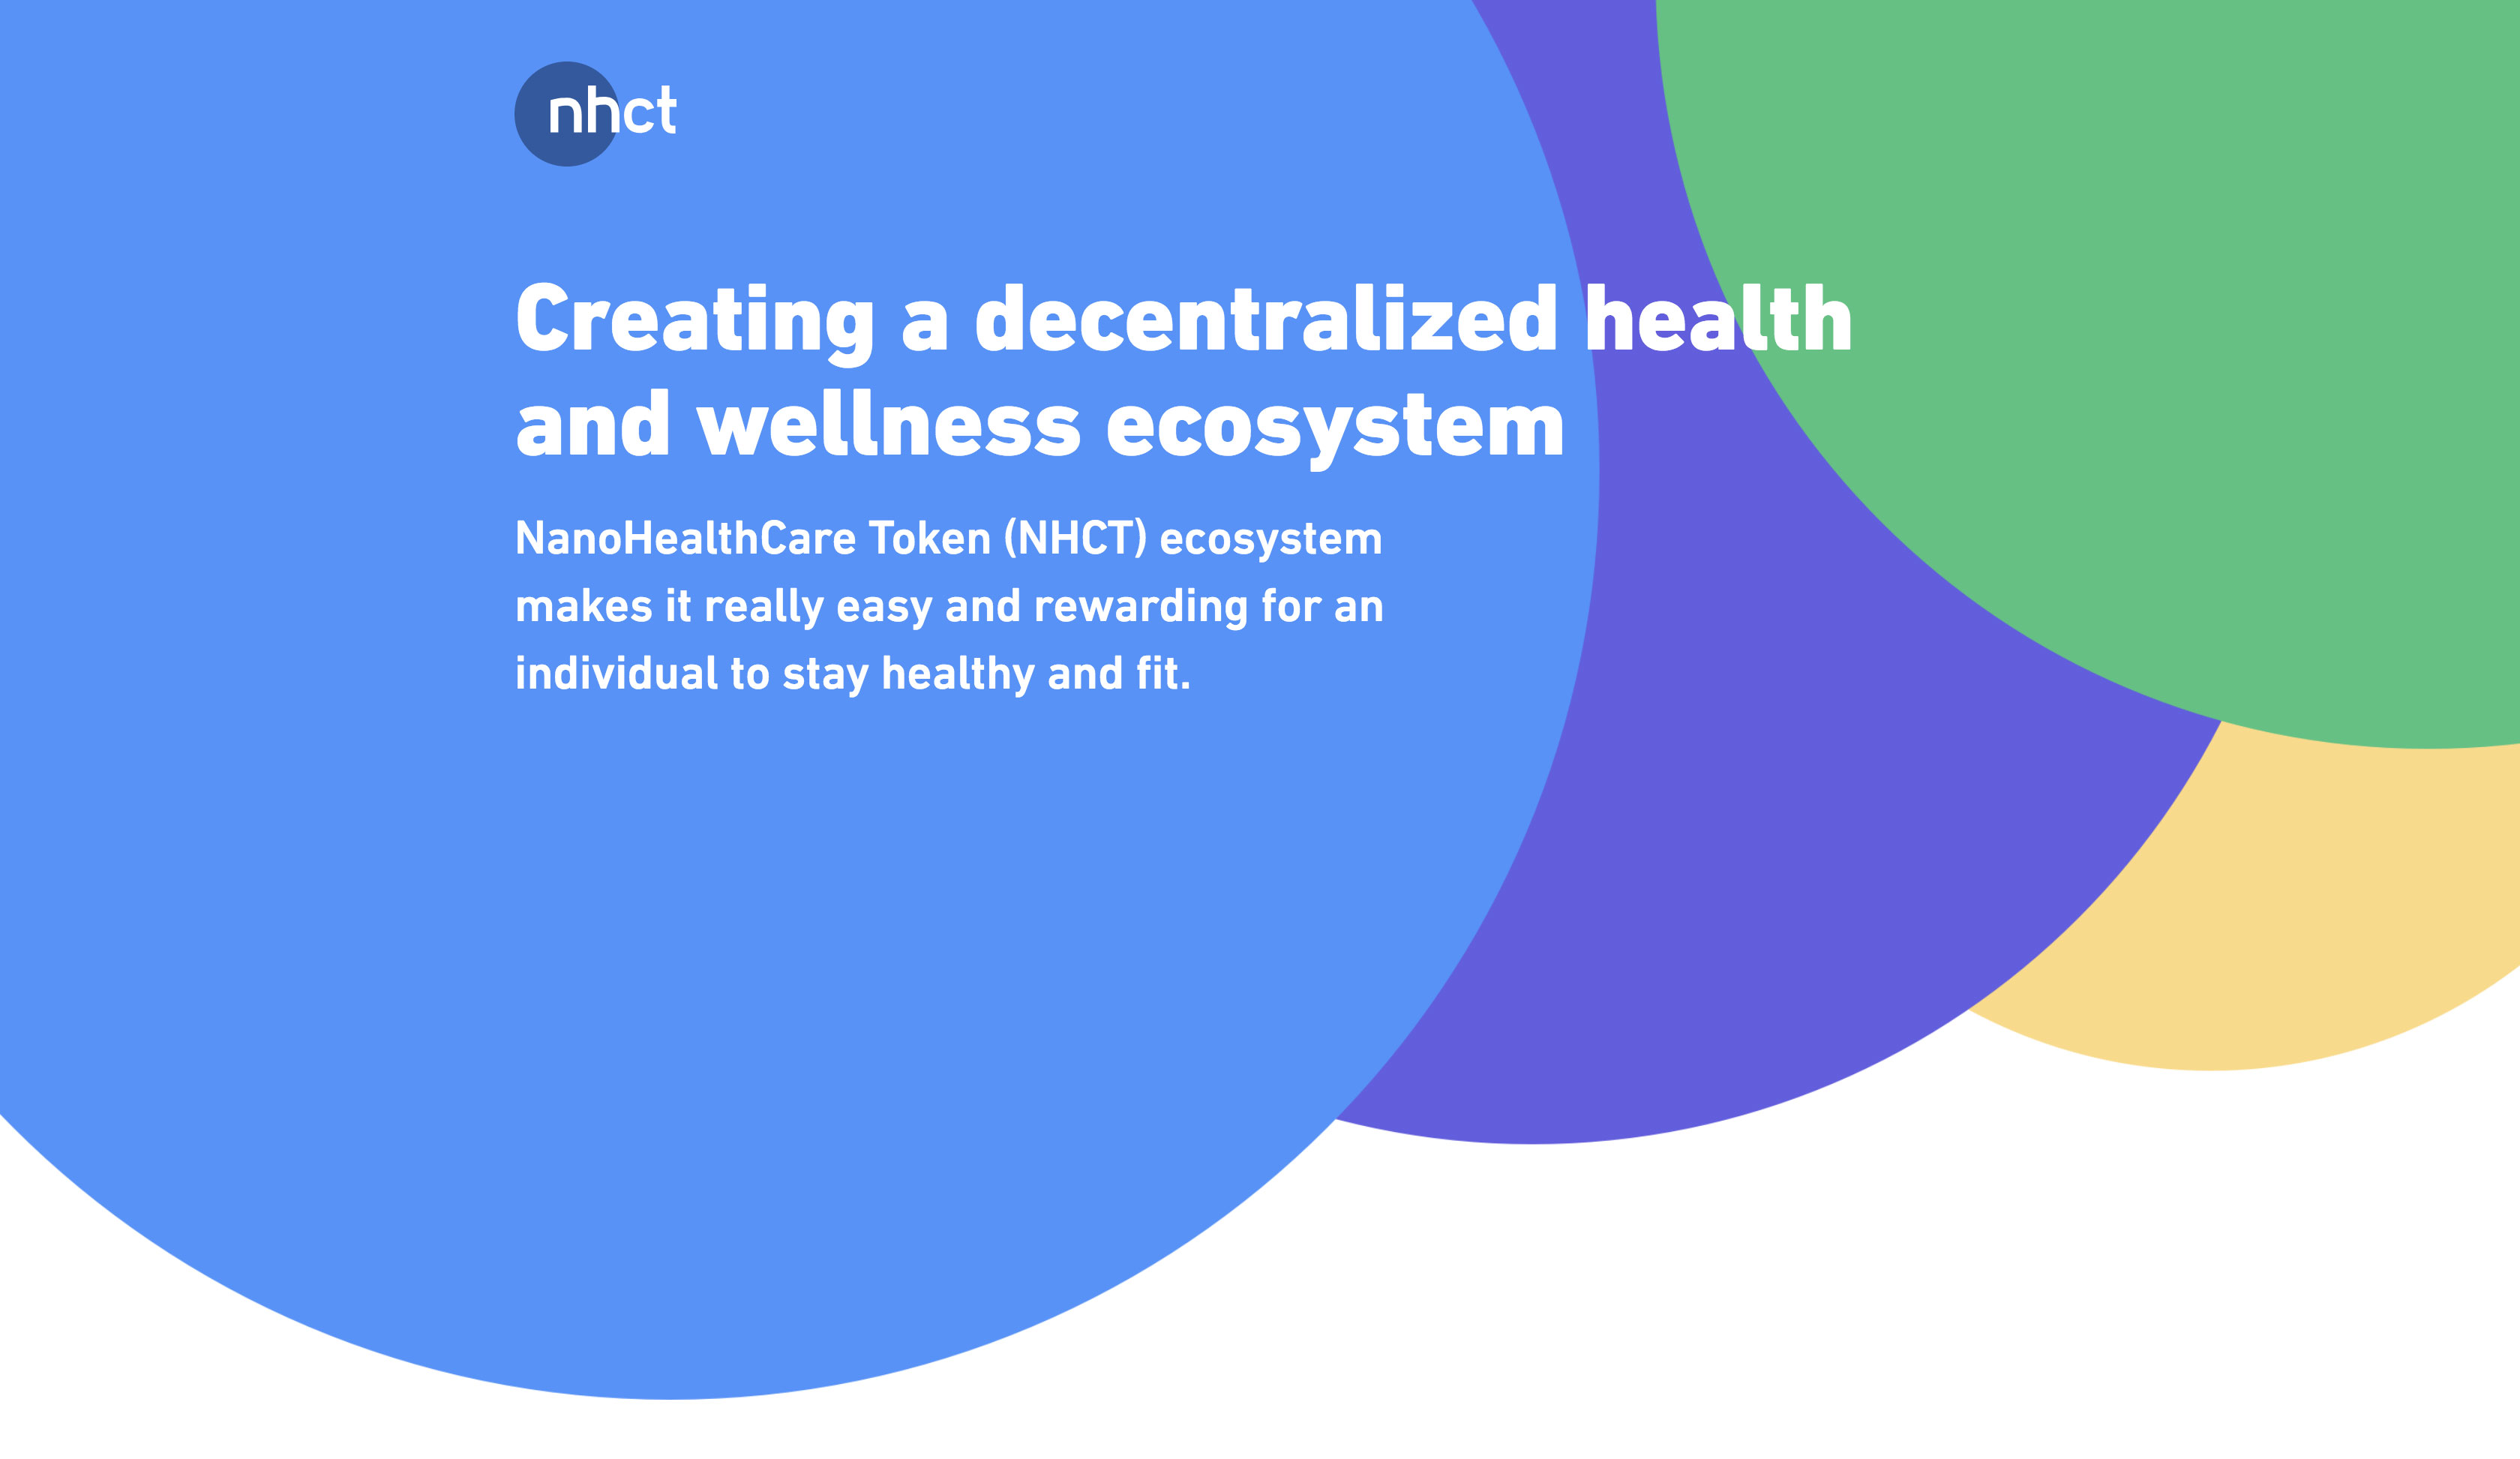 nhct
Creating a decentralized health
and wellness ecosystem
NanoHealthCare Token (NHCT) ecosystem
makes it really easy and rewarding for an
individual to stay healthy and fit.